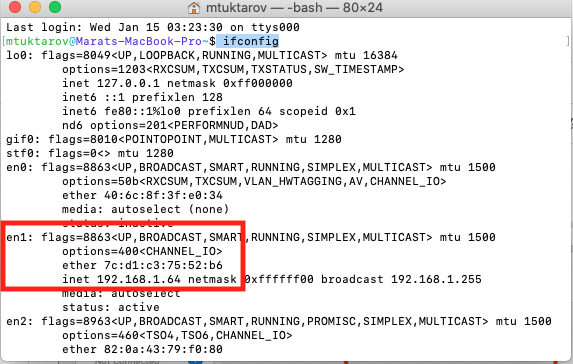 mtuktarov — -bash — 80×24
Last login: Wed Jan 15 03:23:30 on ttys000
[mtuktarov@Marats-MacBook-Pro~$ ifconfig
lo0: flags=8049<UP,LOOPBACK,RUNNING,MULTICAST> mtu 16384
options=1203<RXCSUM,TXCSUM,TXSTATUS,SW_TIMESTAMP>
inet 127.0.0.1 netmask 0xff000000
inet6 ::1 prefixlen 128
inet6 fe80::1%lo0 prefixlen 64 scopeid 0x1
nd6 options=201<PERFORMNUD,DAD>
gif0: flags=8010<POINTOPOINT,MULTICAST> mtu 1280
stf0: flags=0<> mtu 1280
en0: flags=8863<UP,BROADCAST,SMART,RUNNING,SIMPLEX,MULTICAST> mtu 1500
options=50b<RXCSUM,TXCSUM,VLAN_HWTAGGING,AV,CHANNEL_IO>
ether 40:6c:8f:3f:e0:34
media: autoselect (none)
status: inactive
en1: flags=8863<UP,BROADCAST,SMART,RUNNING,SIMPLEX,MULTICAST> mtu 1500
options=400<CHANNEL_IO>
ether 7c:d1:c3:75:52:b6
inet 192.168.1.64 netmask 0xffffff00 broadcast 192.168.1.255
media: autoselect
status: active
en2: flags=8963<UP,BROADCAST,SMART,RUNNING,PROMISC,SIMPLEX,MULTICAST> mtu 1500
options=460<TSO4,TSO6,CHANNEL_IO>
ether 82:0a:43:79:f0:80